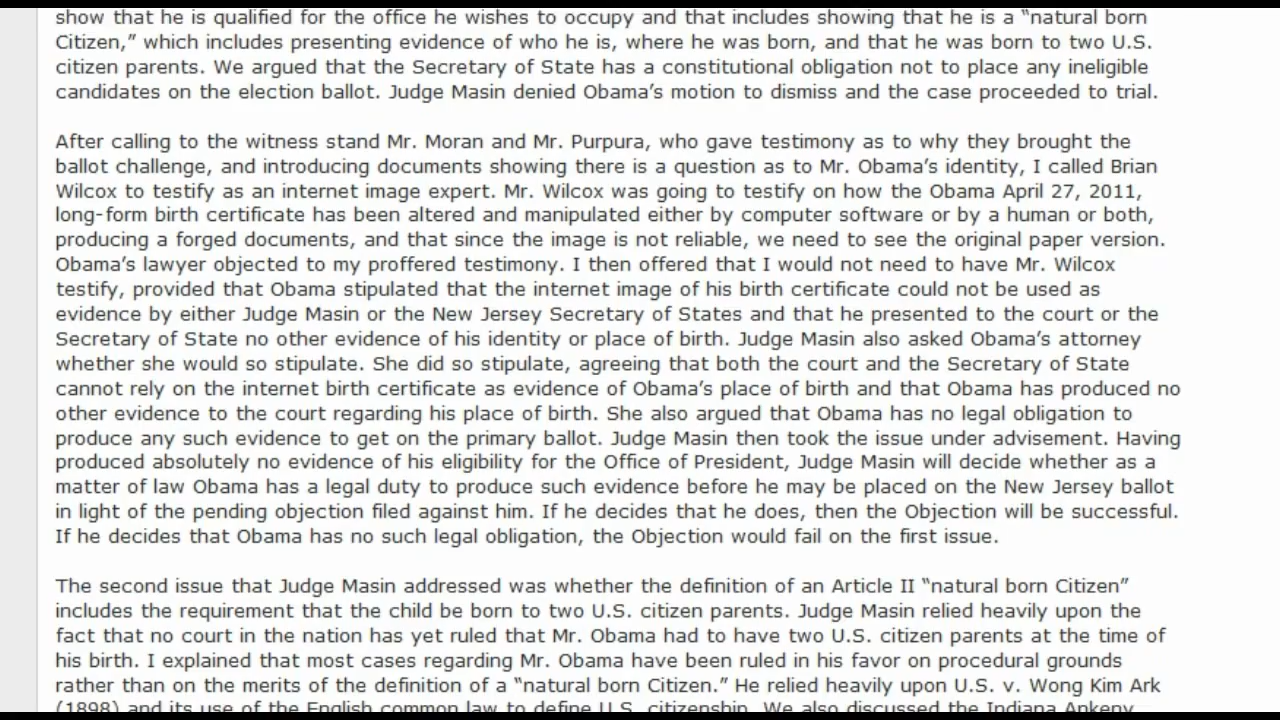 show that he is qualified for the office he wishes to occupy and that includes showing that he is a “natural born
Citizen,” which includes presenting evidence of who he is, where he was born, and that he was born to two U.S.
citizen parents. We argued that the Secretary of State has a constitutional obligation not to place any ineligible
candidates on the election ballot. Judge Masin denied Obama’s motion to dismiss and the case proceeded to trial.
After calling to the witness stand Mr. Moran and Mr. Purpura, who gave testimony as to why they brought the
ballot challenge, and introducing documents showing there is a question as to Mr. Obama’s identity, I called Brian
Wilcox to testify as an internet image expert. Mr. Wilcox was going to testify on how the Obama April 27, 2011,
long-form birth certificate has been altered and manipulated either by computer software or by a human or both,
producing a forged documents, and that since the image is not reliable, we need to see the original paper version.
Obama’s lawyer objected to my proffered testimony. I then offered that I would not need to have Mr. Wilcox
testify, provided that Obama stipulated that the internet image of his birth certificate could not be used as
evidence by either Judge Masin or the New Jersey Secretary of States and that he presented to the court or the
Secretary of State no other evidence of his identity or place of birth. Judge Masin also asked Obama’s attorney
whether she would so stipulate. She did so stipulate, agreeing that both the court and the Secretary of State
cannot rely on the internet birth certificate as evidence of Obama’s place of birth and that Obama has produced no
other evidence to the court regarding his place of birth. She also argued that Obama has no legal obligation to
produce any such evidence to get on the primary ballot. Judge Masin then took the issue under advisement. Having
produced absolutely no evidence of his eligibility for the Office of President, Judge Masin will decide whether as a
matter of law Obama has a legal duty to produce such evidence before he may be placed on the New Jersey ballot
in light of the pending objection filed against him. If he decides that he does, then the Objection will be successful.
If he decides that Obama has no such legal obligation, the Objection would fail on the first issue.
The second issue that Judge Masin addressed was whether the definition of an Article II “natural born Citizen”
includes the requirement that the child be born to two U.S. citizen parents. Judge Masin relied heavily upon the
fact that no court in the nation has yet ruled that Mr. Obama had to have two U.S. citizen parents at the time of
his birth. I explained that most cases regarding Mr. Obama have been ruled in his favor on procedural grounds
rather than on the merits of the definition of a “natural born Citizen.” He relied heavily upon U.S. v. Wong Kim Ark
(1898) and its use of the English common law to define U.S. citizenship. We also discussed the Indiana Ankeny